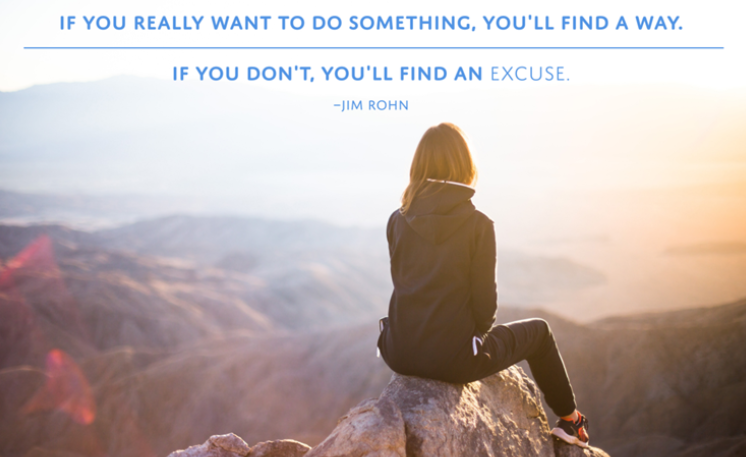 IF YOU REALLY WANT TO DO SOMETHING, YOU'LL FIND A WAY.
IF YOU DON'T, YOU'LL FIND AN EXCUSE.
–JIM ROHN